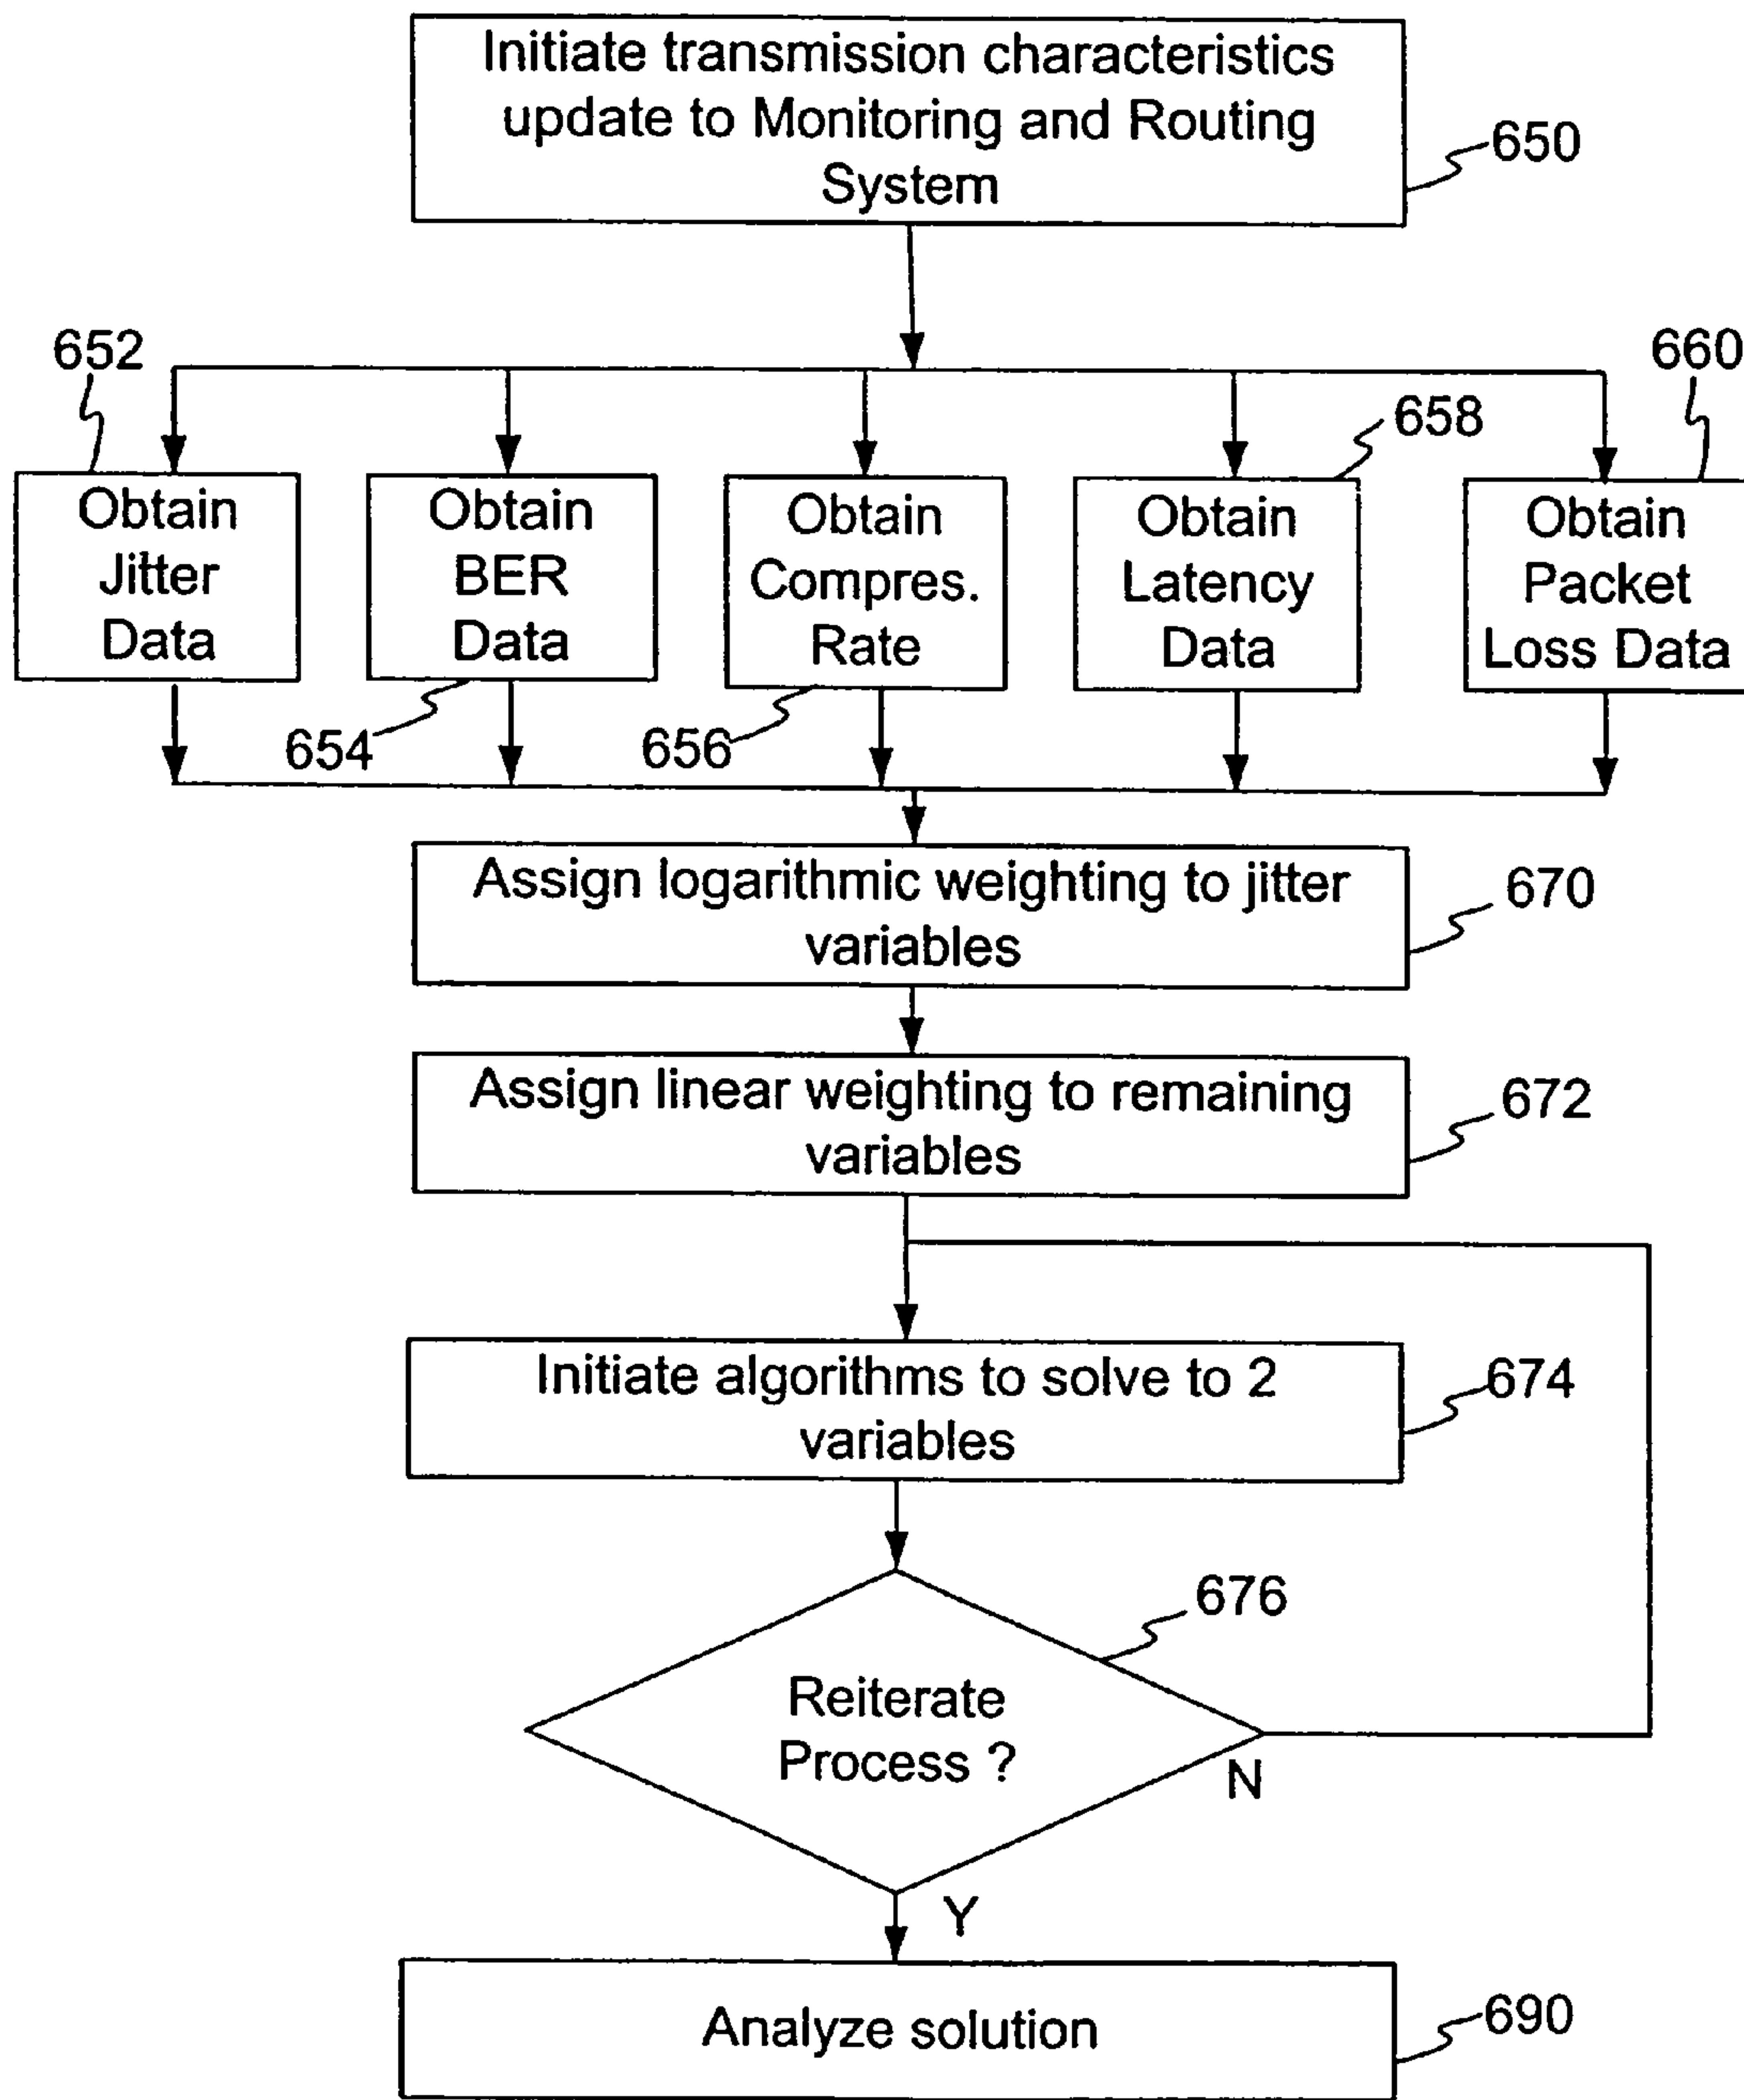 Initiate transmission characteristics
update to Monitoring and Routing
System
650
652
660
658
Obtain
Jitter
Data
Obtain
BER
Data
Obtain
Compres.
Rate
Obtain
Latency
Data
Obtain
Packet
Loss Data
654
656
Assign logarithmic weighting to jitter
variables
670
Assign linear weighting to remaining
variables
672
Initiate algorithms to solve to 2
variables
674
676
Reiterate
Process ?
N
Y
Analyze solution
690